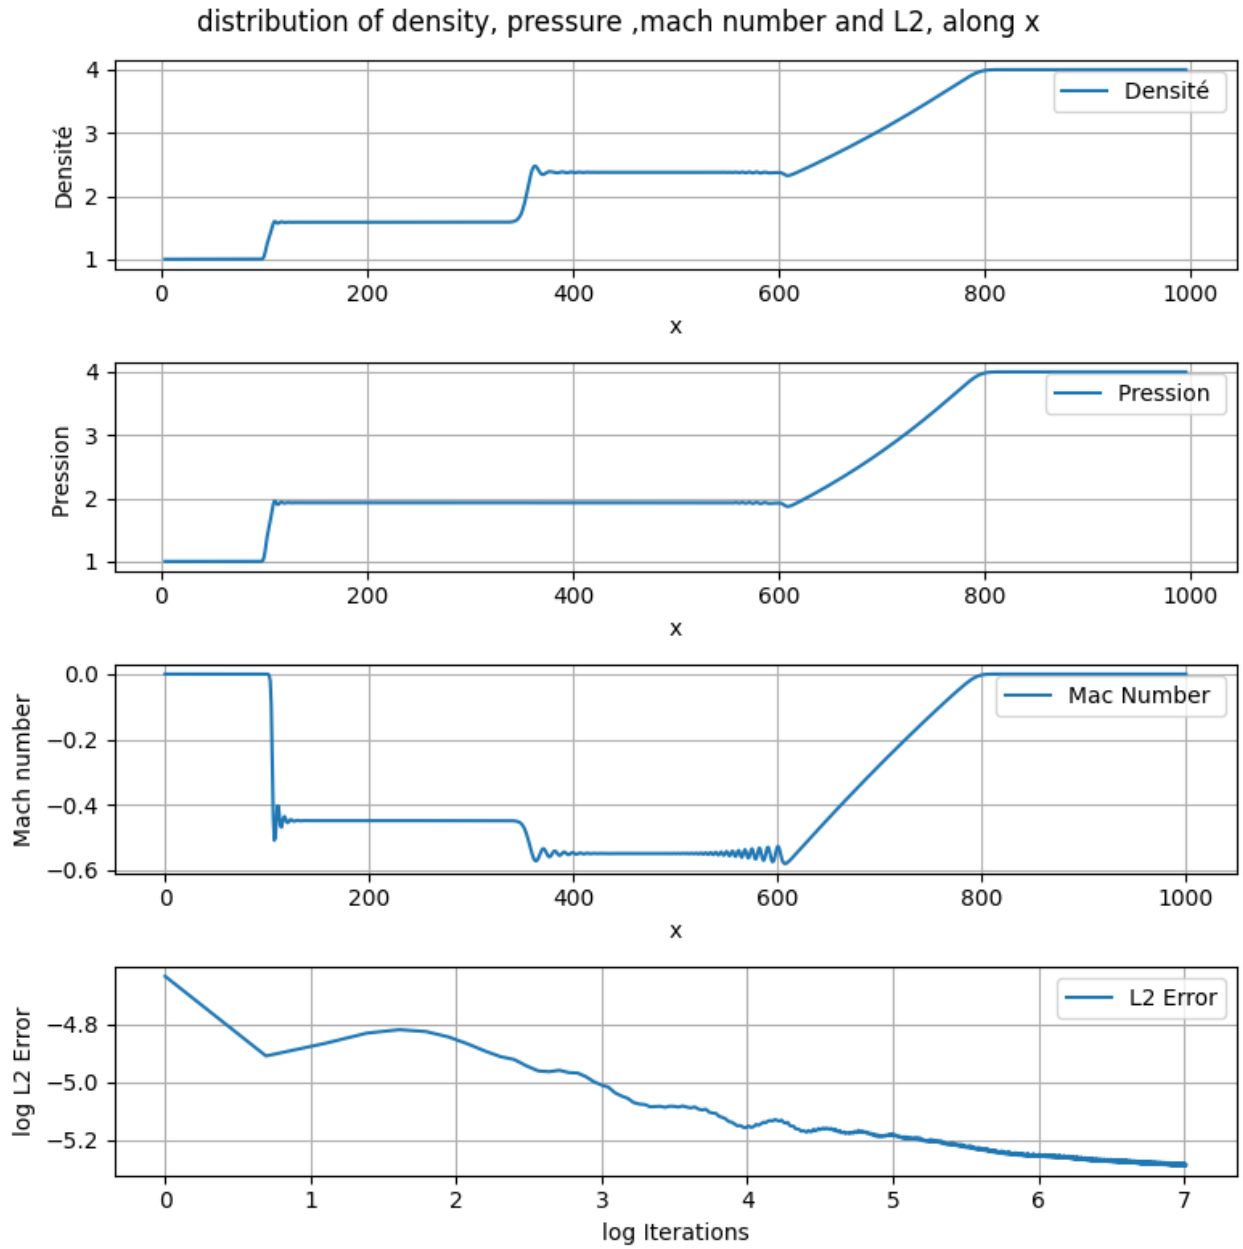 distribution of density, pressure ,mach number and L2, along x
4
3
2
1
Densité
Densité
0 200 400 600 800 1000
x
4
3
2
1
Pression
Pression
0 200 400 600 800 1000
x
0.0
−0.2
−0.4
−0.6
Mach number
Mac Number
0 200 400 600 800 1000
x
−4.8
−5.0
−5.2
log L2 Error
L2 Error
0 1 2 3 4 5 6 7
log Iterations